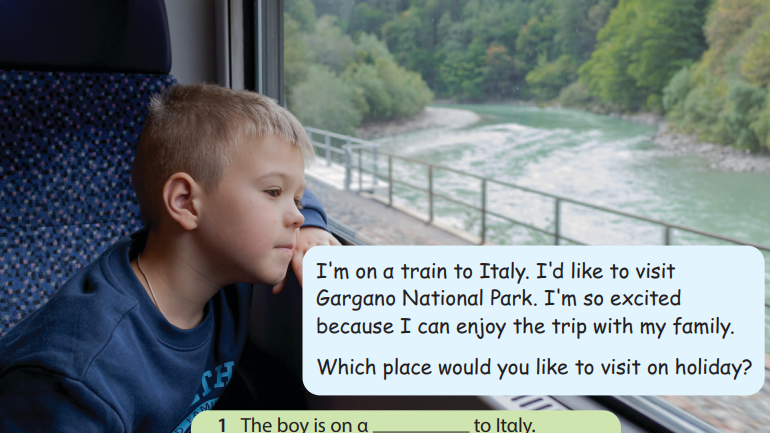 I'm on a train to Italy. I'd like to visit
Gargano National Park. I'm so excited
because I can enjoy the trip with my family.
Which place would you like to visit on holiday?
1 The boy is on a __________ to Italy.